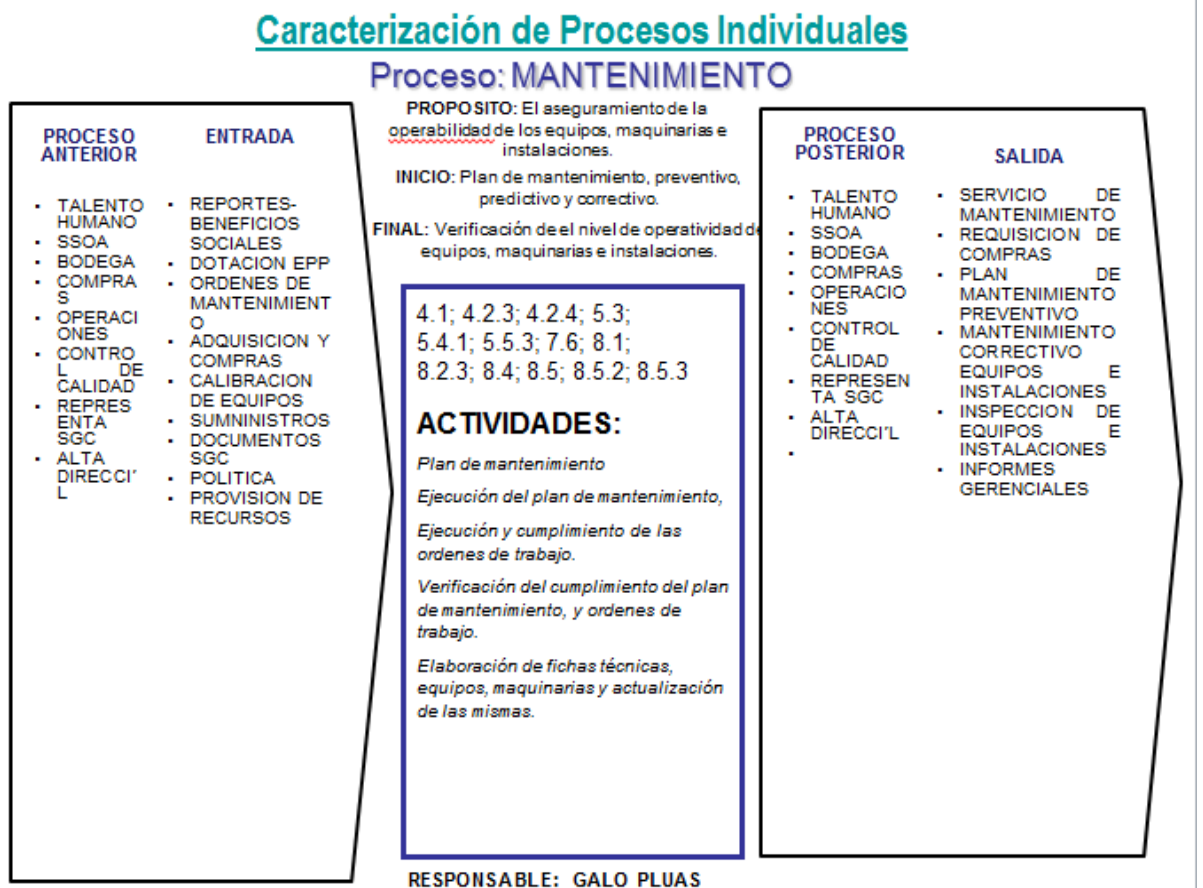 Caracterización de Procesos Individuales
Proceso: MANTENIMIENTO
PROCESO
ANTERIOR
• TALENTO
HUMANO
• SSOA
• BODEGA
• COMPRA
S
• OPERACI
ONES
• CONTRO
L DE
CALIDAD
• REPRES
ENTA
SGC
• ALTA
DIRECCI´
L
ENTRADA
• REPORTES-
BENEFICIOS
SOCIALES
• DOTACION EPP
• ORDENES DE
MANTENIMIENT
O
• ADQUISICION Y
COMPRAS
• CALIBRACION
DE EQUIPOS
• SUMNINISTROS
• DOCUMENTOS
SGC
• POLITICA
• PROVISION DE
RECURSOS
PROPOSITO: El aseguramiento de la
operabilidad de los equipos, maquinarias e
instalaciones.
INICIO: Plan de mantenimiento, preventivo,
predictivo y correctivo.
FINAL: Verificación de el nivel de operatividad de
equipos, maquinarias e instalaciones.
4.1; 4.2.3; 4.2.4; 5.3;
5.4.1; 5.5.3; 7.6; 8.1;
8.2.3; 8.4; 8.5; 8.5.2; 8.5.3
ACTIVIDADES:
Plan de mantenimiento
Ejecución del plan de mantenimiento,
Ejecución y cumplimiento de las
ordenes de trabajo.
Verificación del cumplimiento del plan
de mantenimiento, y ordenes de
trabajo.
Elaboración de fichas técnicas,
equipos, maquinarias y actualización
de las mismas.
RESPONSABLE: GALO PLUAS
PROCESO
POSTERIOR
• TALENTO
HUMANO
• SSOA
• BODEGA
• COMPRAS
• OPERACIO
NES
• CONTROL
DE
CALIDAD
• REPRESEN
TA SGC
• ALTA
DIRECCI´L
•
SALIDA
• SERVICIO DE
MANTENIMIENTO
• REQUISICION DE
COMPRAS
• PLAN DE
MANTENIMIENTO
PREVENTIVO
• MANTENIMIENTO
CORRECTIVO
EQUIPOS E
INSTALACIONES
• INSPECCION DE
EQUIPOS E
INSTALACIONES
• INFORMES
GERENCIALES